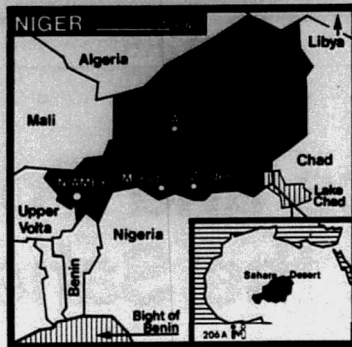 NIGER
Libya
Algeria
Mali
Chad
Lake
Chad
Upper
Volta
Nigeria
Benin
Sahara Desert
Bight of
Benin
206 A